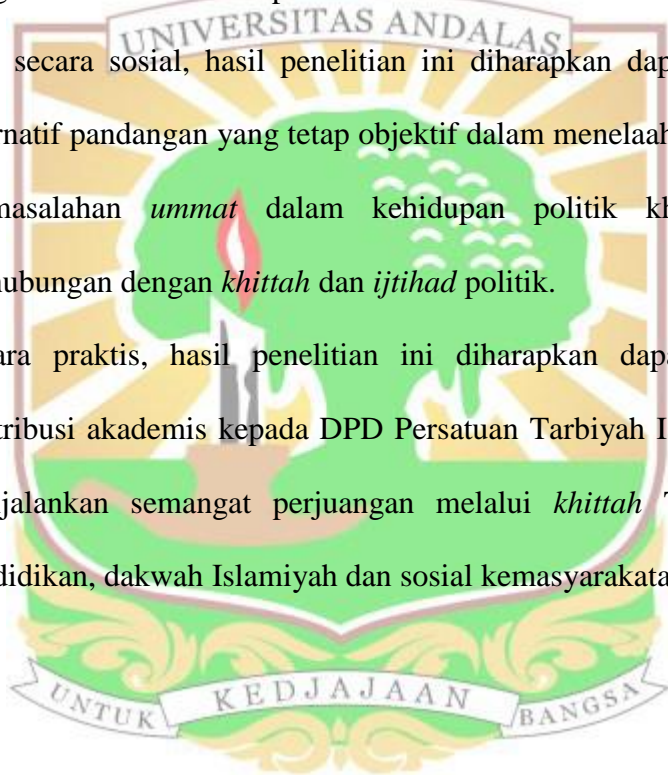 UNIVERSITAS ANDALAS
secara sosial, hasil penelitian ini diharapkan dap
rnatif pandangan yang tetap objektif dalam menelaah
masalahan ummat dalam kehidupan politik kh
hubungan dengan khittah dan ijtihad politik.
ara praktis, hasil penelitian ini diharapkan dapa
tribusi akademis kepada DPD Persatuan Tarbiyah I
jalankan semangat perjuangan melalui khittah T
didikan, dakwah Islamiyah dan sosial kemasyarakata
UNTUK KEDJAJAAN BANGSA